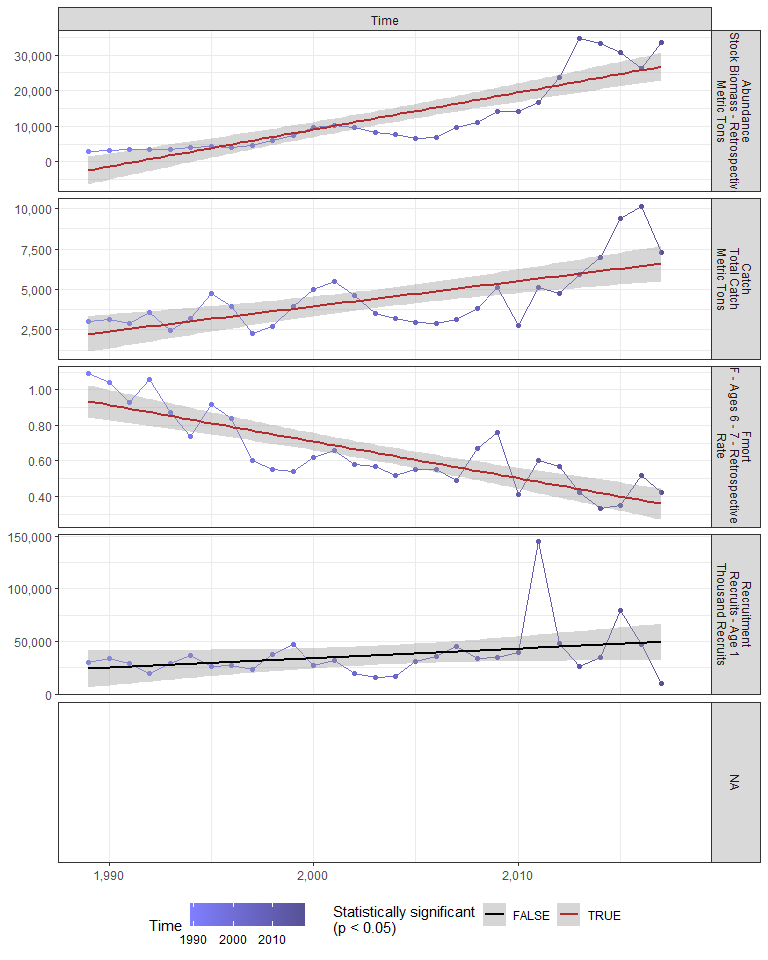 Time
30,000
20,000
10,000
0
Abundance
Stock Biomass - Retrospectiv
Metric Tons
10,000
7,500
5,000
2,500
Catch
Total Catch
Metric Tons
1.00
0.80
0.60
0.40
Fmort
F - Ages 6 - 7 - Retrospective
Rate
150,000
100,000
50,000
0
Recruitment
Recruits - Age 1
Thousand Recruits
NA
1,990
2,000
2,010
Time
1990
2000
2010
Statistically significant
(p < 0.05)
FALSE
TRUE